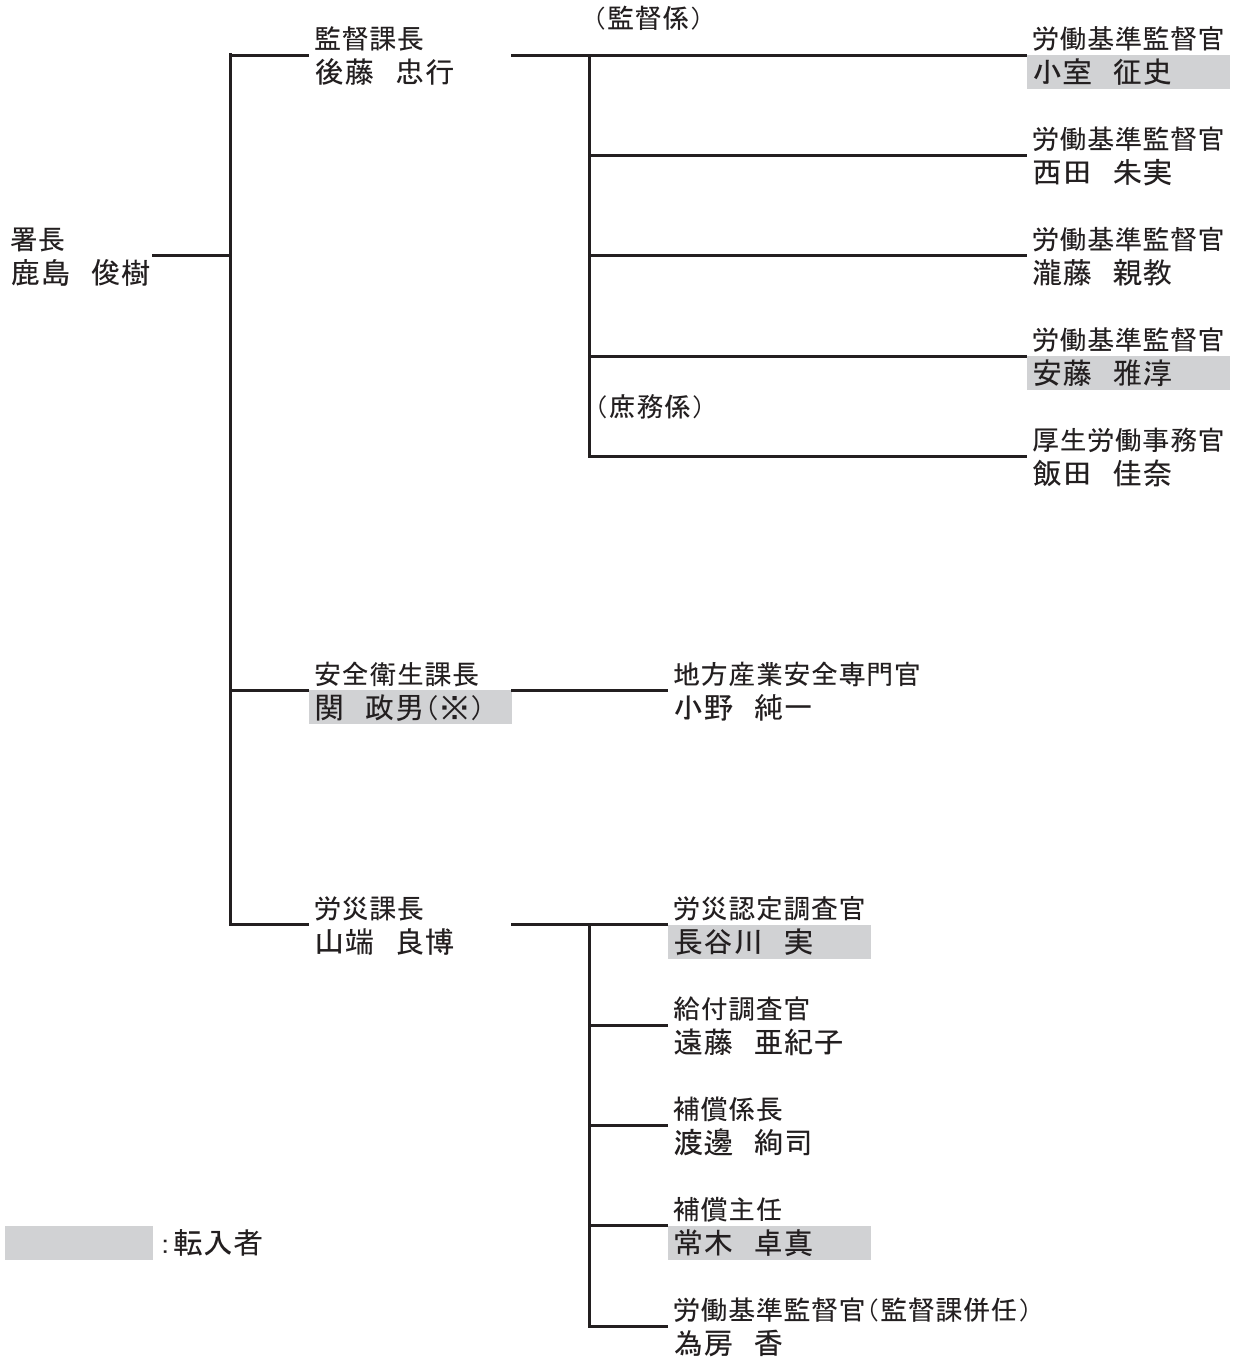 (監督係)
監督課長
後藤 忠行
労働基準監督官
小室 征史
労働基準監督官
西田 朱実
署長
鹿島 俊樹
労働基準監督官
瀧藤 親教
労働基準監督官
安藤 雅淳
(庶務係)
厚生労働事務官
飯田 佳奈
安全衛生課長
関 政男(※)
地方産業安全専門官
小野 純一
労災課長
山端 良博
労災認定調査官
長谷川 実
給付調査官
遠藤 亜紀子
補償係長
渡邊 絢司
補償主任
常木 卓真
:転入者
労働基準監督官(監督課併任)
為房 香